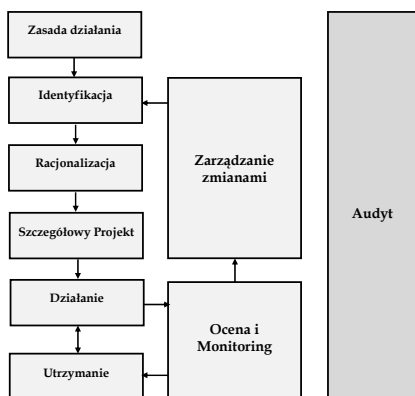 Zasada działania
Identyfikacja
Racjonalizacja
Szczegółowy Projekt
Działanie
Utrzymanie
Zarządzanie
zmianami
Ocena i
Monitoring
Audyt